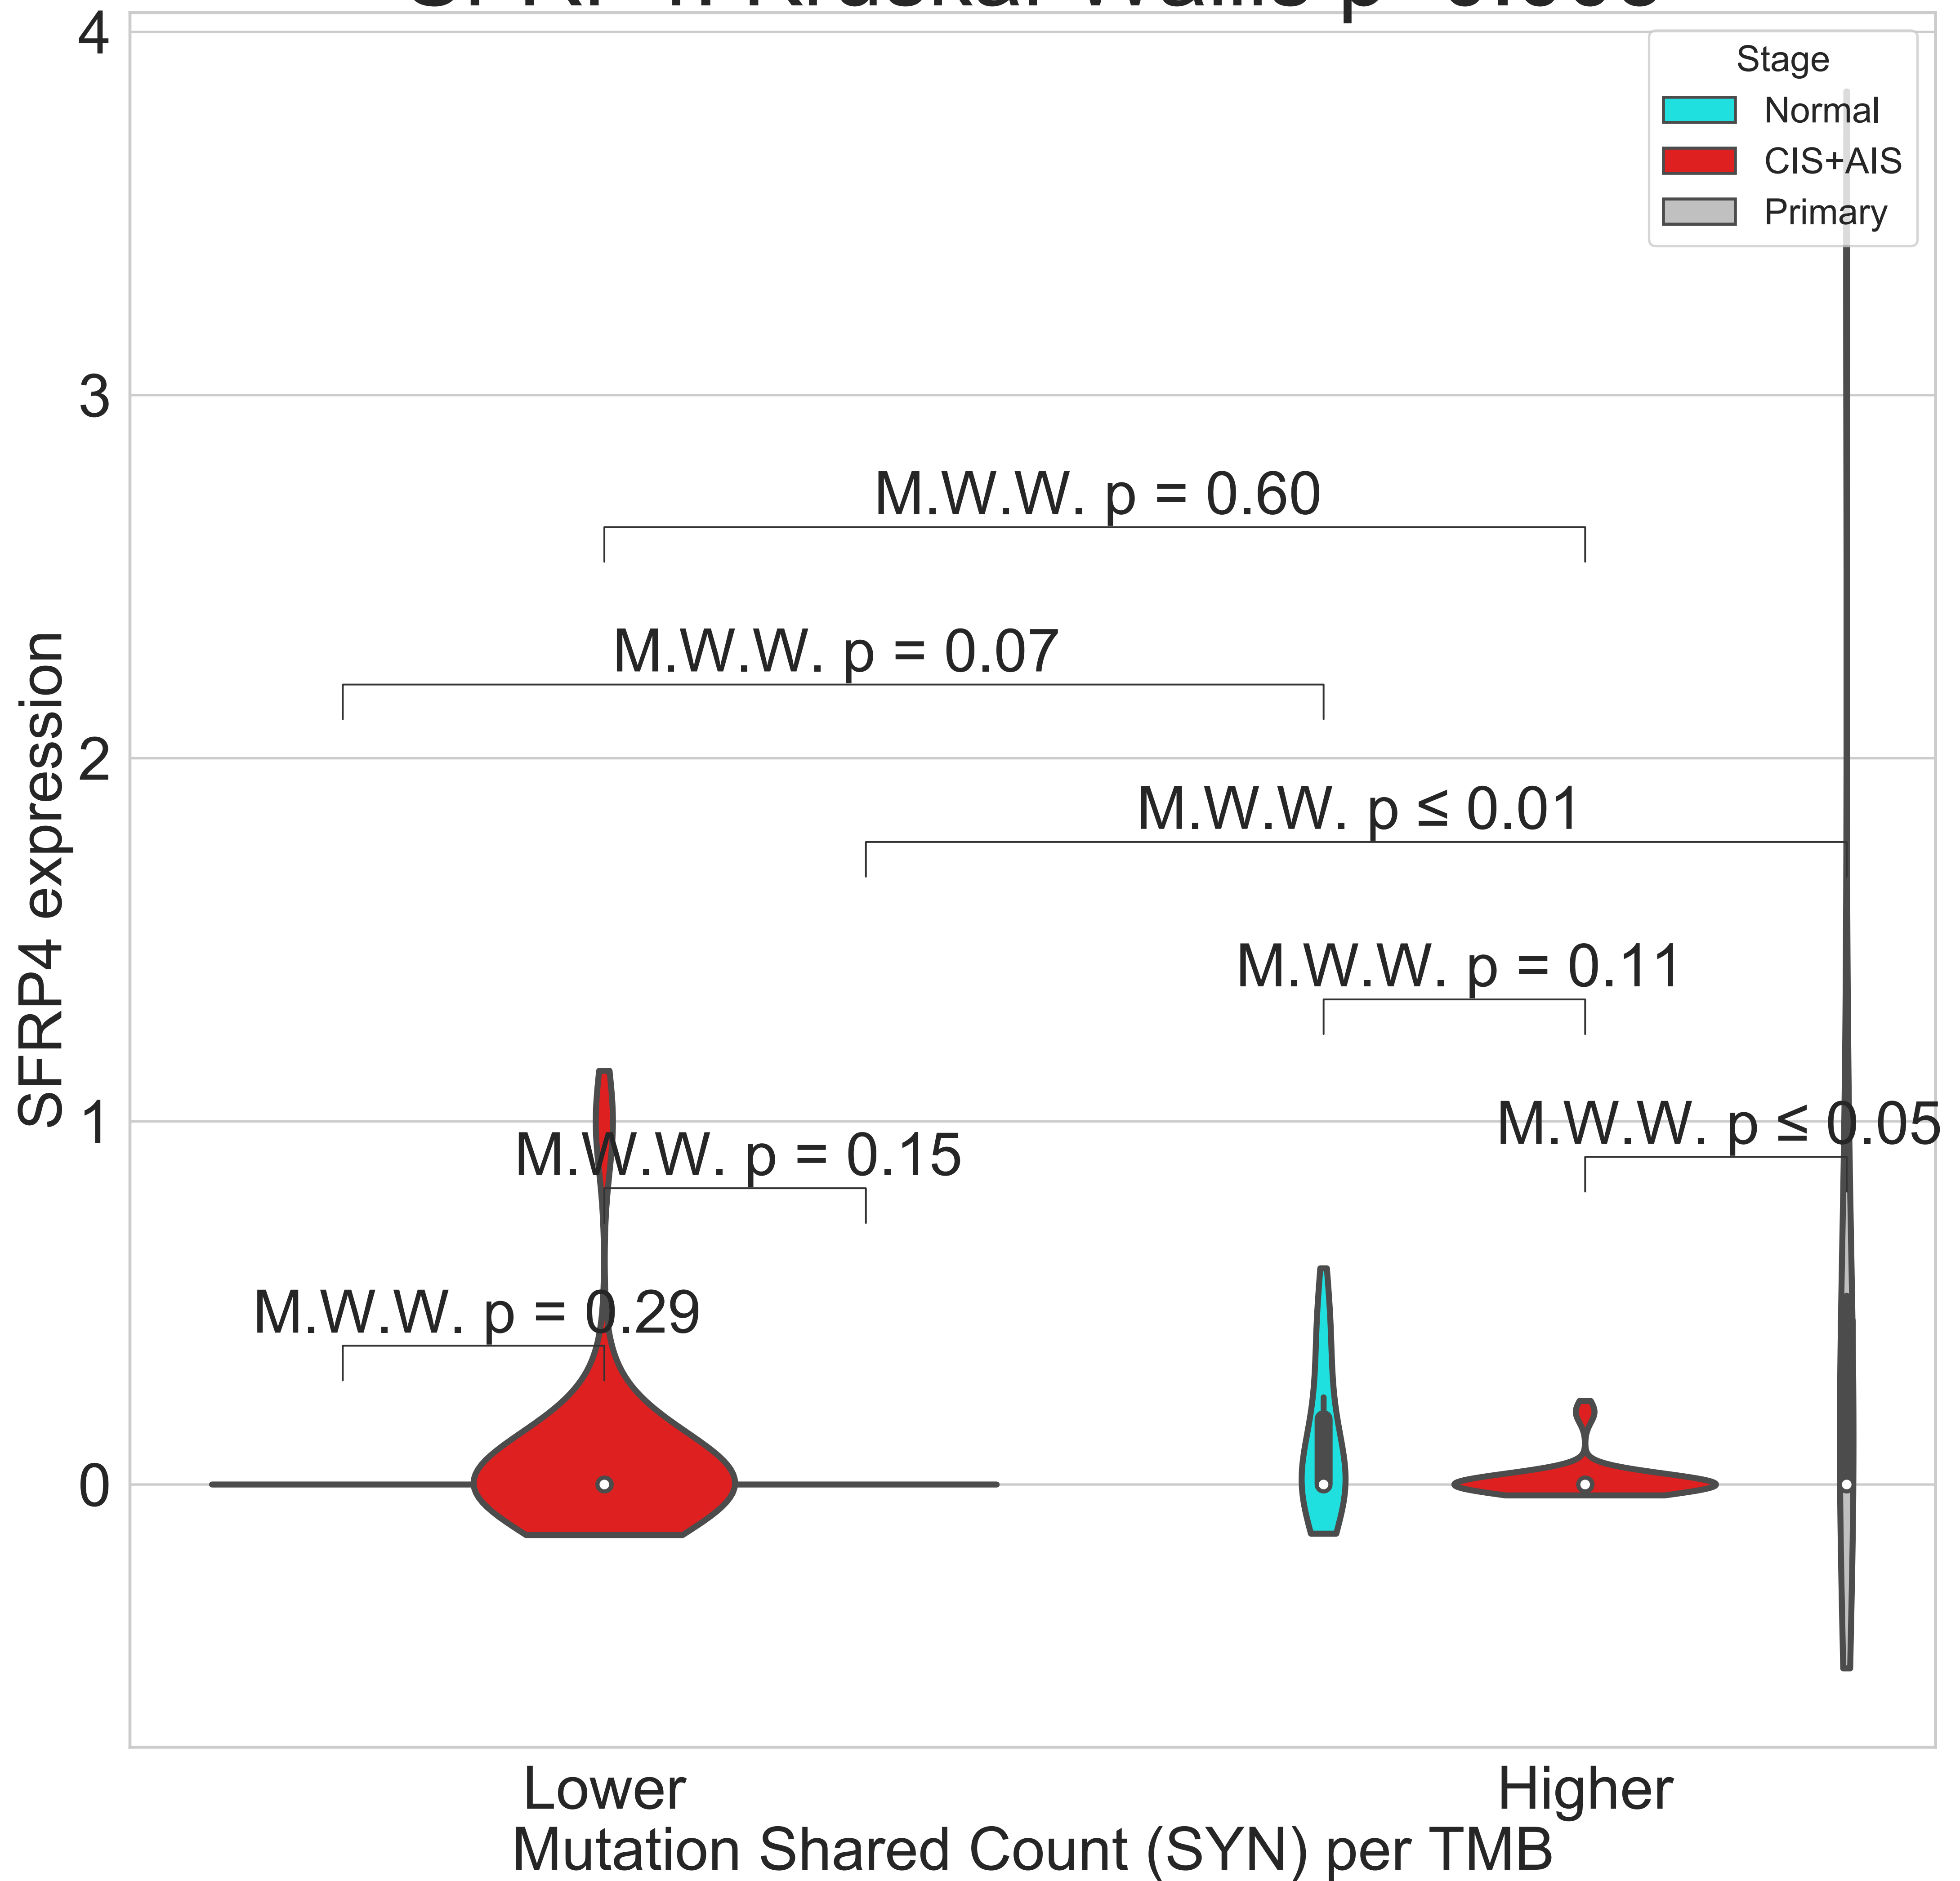 4
3
2
1
0
SFRP4 expression
Stage
Normal
CIS+AIS
Primary
M.W.W. p = 0.60
M.W.W. p = 0.07
M.W.W. p ≤ 0.01
M.W.W. p = 0.11
M.W.W. p ≤ 0.05
M.W.W. p = 0.15
M.W.W. p = 0.29
Lower
Higher
Mutation Shared Count (SYN) per TMB